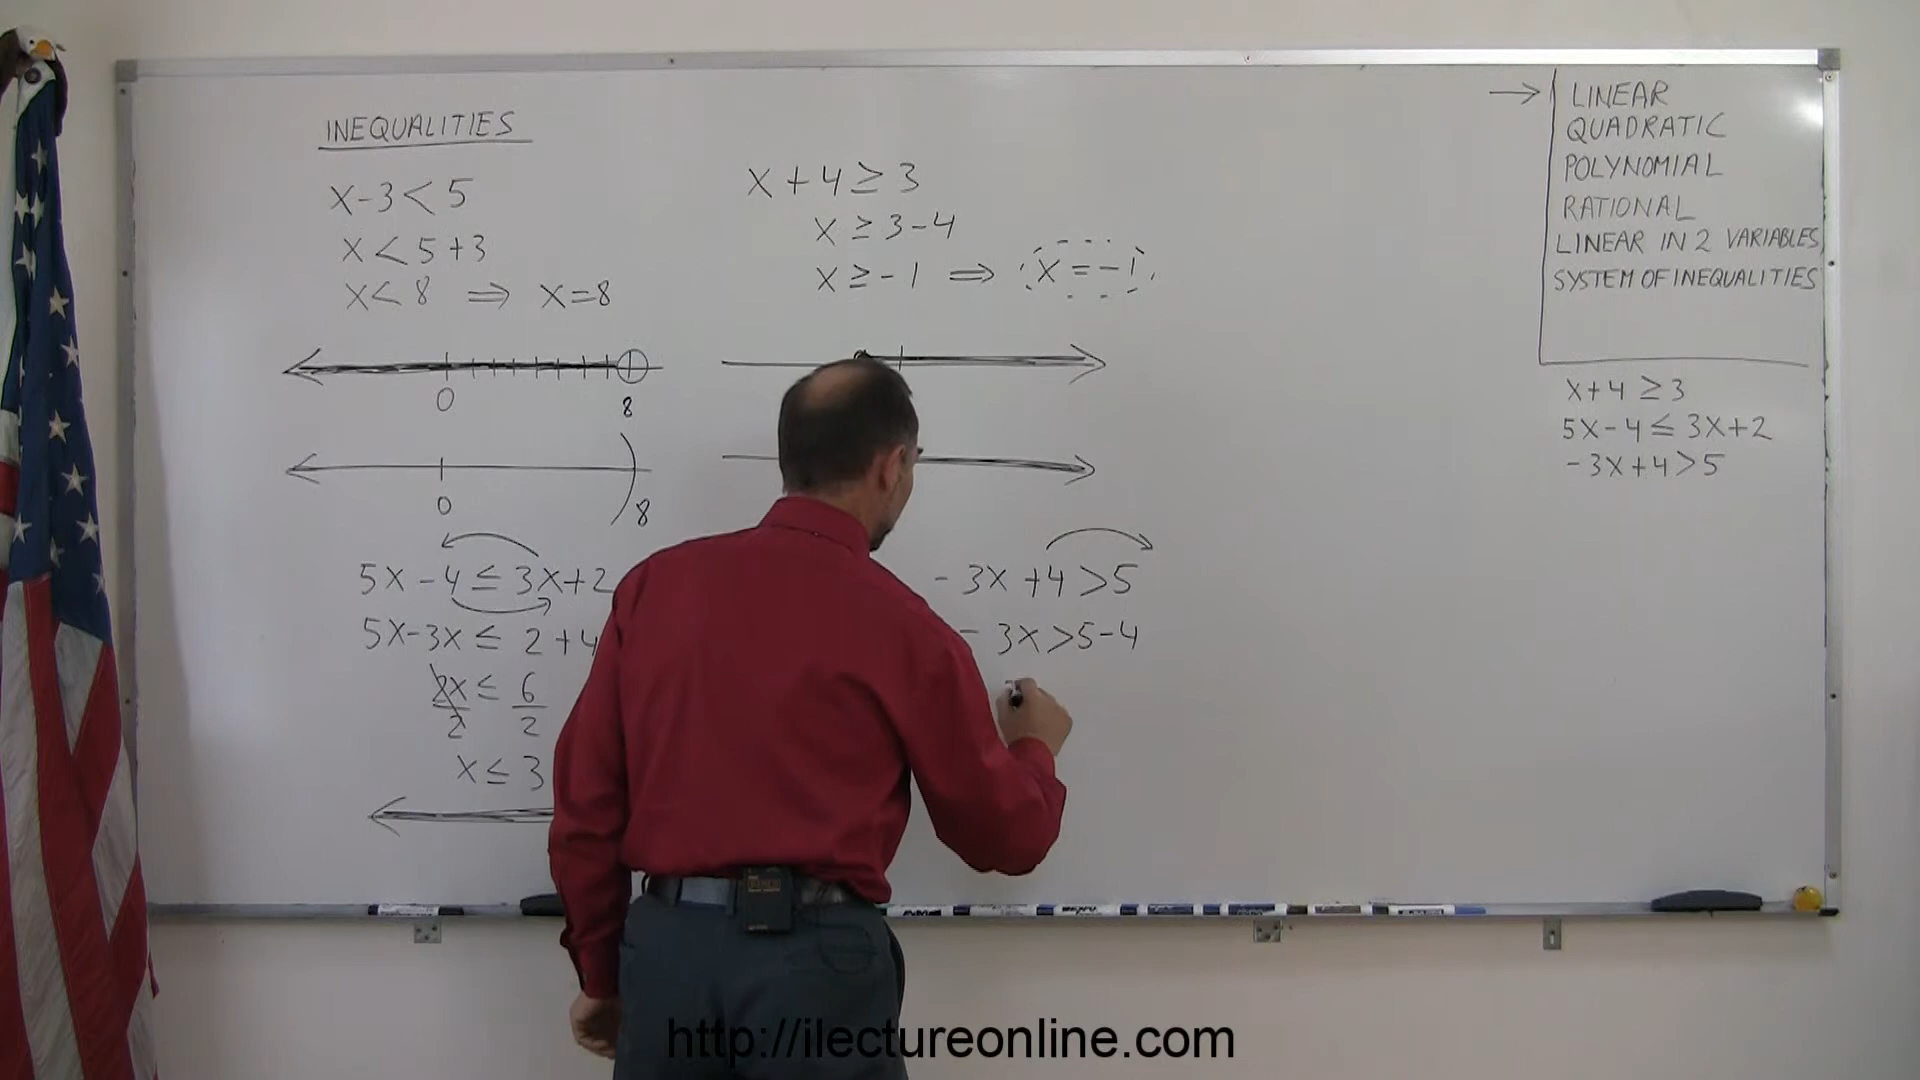 INEQUALITIES
x-3<5
x<5+3
x<8 ⇒ x=8
0 8
0 8
x+4≥3
x≥3-4
x≥-1 ⇒ x=-1
5x-4≤3x+2
5x-3x≤2+4
2x/2≤6/2
x≤3
-3x+4>5
-3x>5-4
→ LINEAR
QUADRATIC
POLYNOMIAL
RATIONAL
LINEAR IN 2 VARIABLES
SYSTEM OF INEQUALITIES
x+4≥3
5x-4≤3x+2
-3x+4>5
http://ilectureonline.com